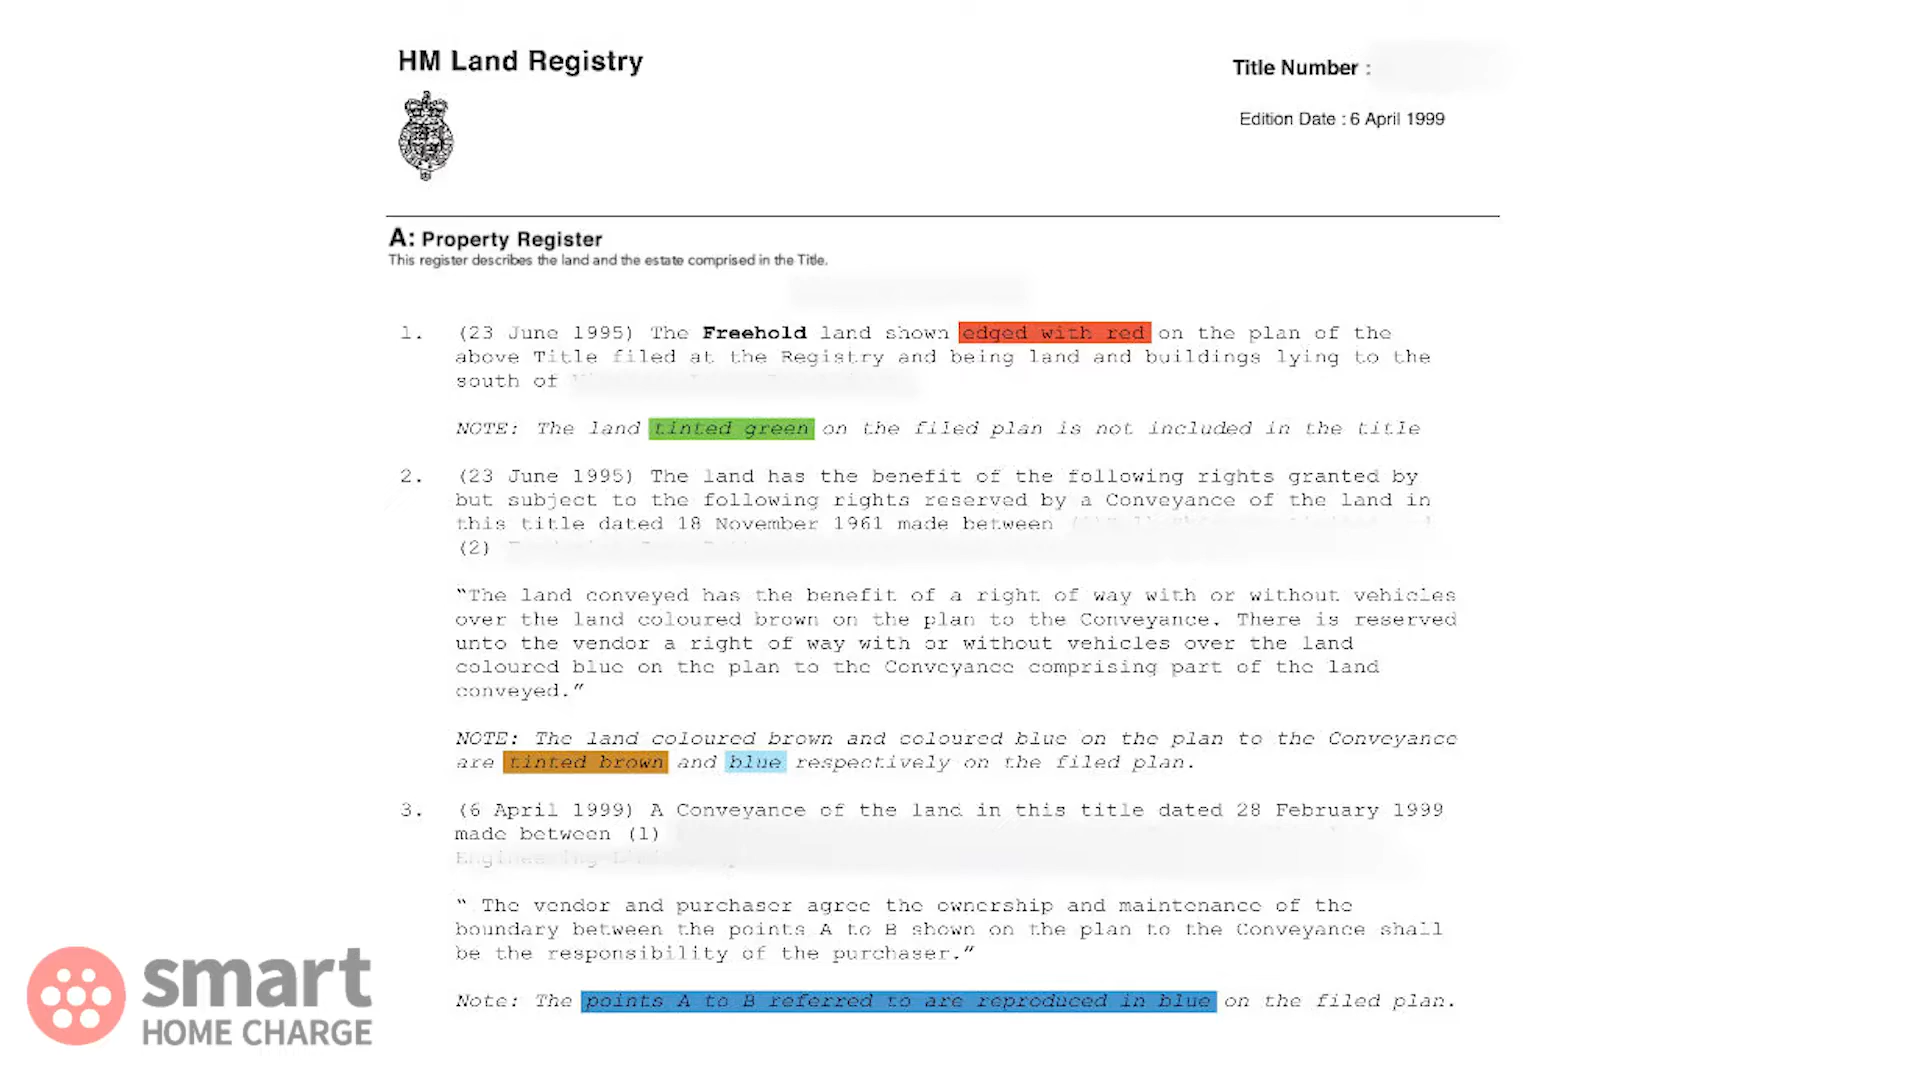 HM Land Registry
Title Number :
Edition Date : 6 April 1999
A: Property Register
This register describes the land and the estate comprised in the Title.
1. (23 June 1995) The Freehold land shown edged with red on the plan of the
above Title filed at the Registry and being land and buildings lying to the
south of
NOTE: The land tinted green on the filed plan is not included in the title
2. (23 June 1995) The land has the benefit of the following rights granted by
but subject to the following rights reserved by a Conveyance of the land in
this title dated 18 November 1961 made between
(2)
“The land conveyed has the benefit of a right of way with or without vehicles
over the land coloured brown on the plan to the Conveyance. There is reserved
unto the vendor a right of way with or without vehicles over the land
coloured blue on the plan to the Conveyance comprising part of the land
conveyed.”
NOTE: The land coloured brown and coloured blue on the plan to the Conveyance
are tinted brown and blue respectively on the filed plan.
3. (6 April 1999) A Conveyance of the land in this title dated 28 February 1999
made between (1)
“ The vendor and purchaser agree the ownership and maintenance of the
boundary between the points A to B shown on the plan to the Conveyance shall
be the responsibility of the purchaser.”
Note: The points A to B referred to are reproduced in blue on the filed plan.
smart
HOME CHARGE